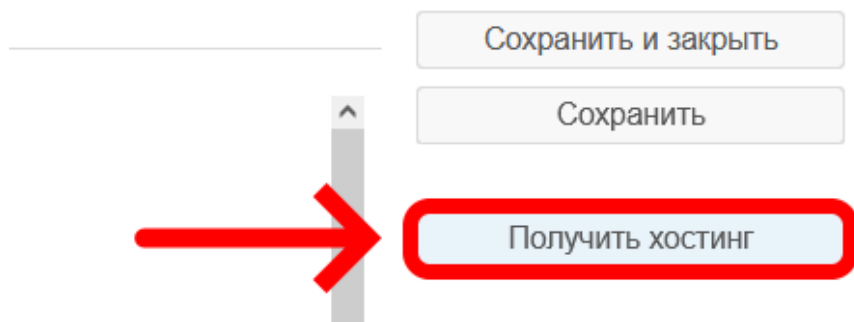 Сохранить и закрыть
Сохранить
Получить хостинг